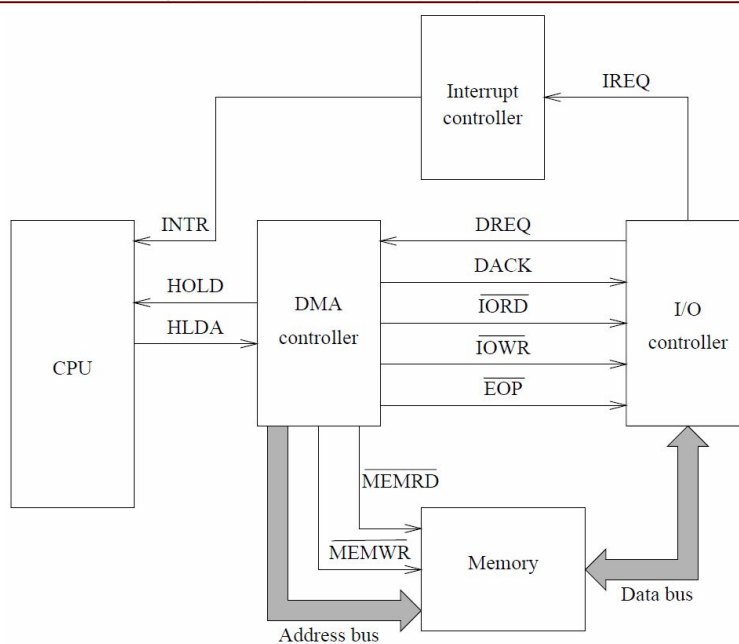 Interrupt
controller
IREQ
INTR
HOLD
HLDA
CPU
DMA
controller
DREQ
DACK
IORD
IOWR
EOP
I/O
controller
MEMRD
MEMWR
Memory
Data bus
Address bus